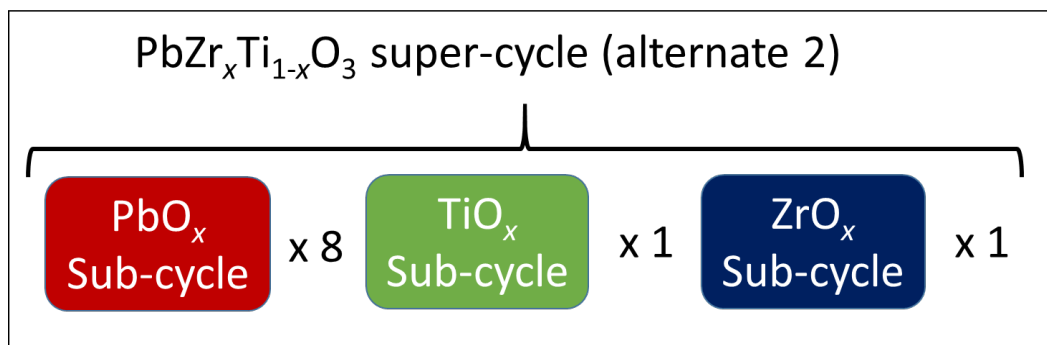 PbZrₓTi₁₋ₓO₃ super-cycle (alternate 2)
PbOₓ
Sub-cycle
x 8
TiOₓ
Sub-cycle
x 1
ZrOₓ
Sub-cycle
x 1